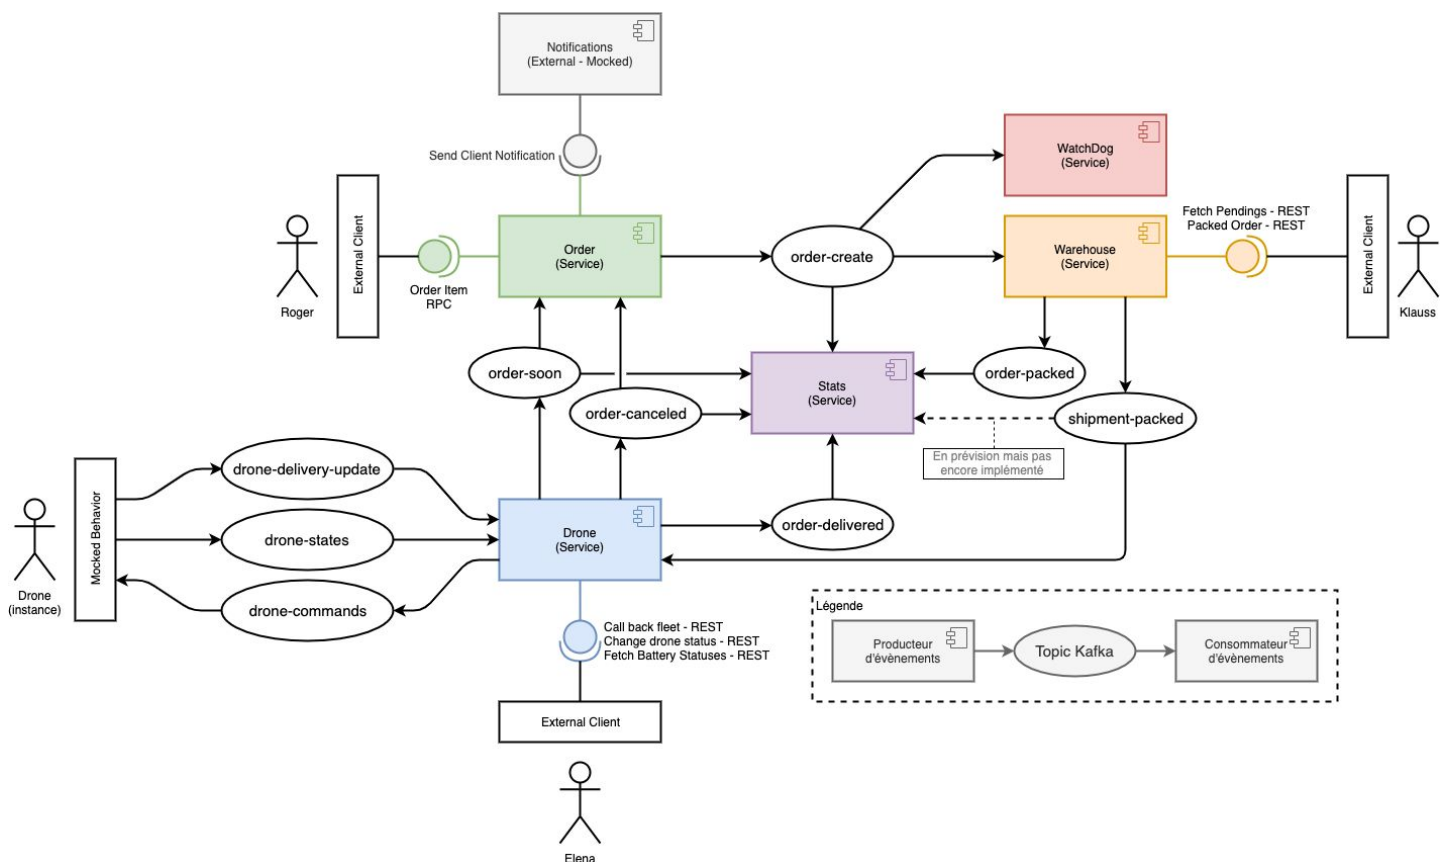 Notifications
(External - Mocked)
Send Client Notification
WatchDog
(Service)
External Client
Roger
Order Item
RPC
Order
(Service)
order-create
Warehouse
(Service)
Fetch Pendings - REST
Packed Order - REST
External Client
Klauss
order-soon
order-canceled
Stats
(Service)
order-packed
shipment-packed
En prévision mais pas
encore implémenté
Drone
(instance)
Mocked Behavior
drone-delivery-update
drone-states
drone-commands
Drone
(Service)
order-delivered
Call back fleet - REST
Change drone status - REST
Fetch Battery Statuses - REST
External Client
Elena
Légende
Producteur
d'évènements
Topic Kafka
Consommateur
d'évènements